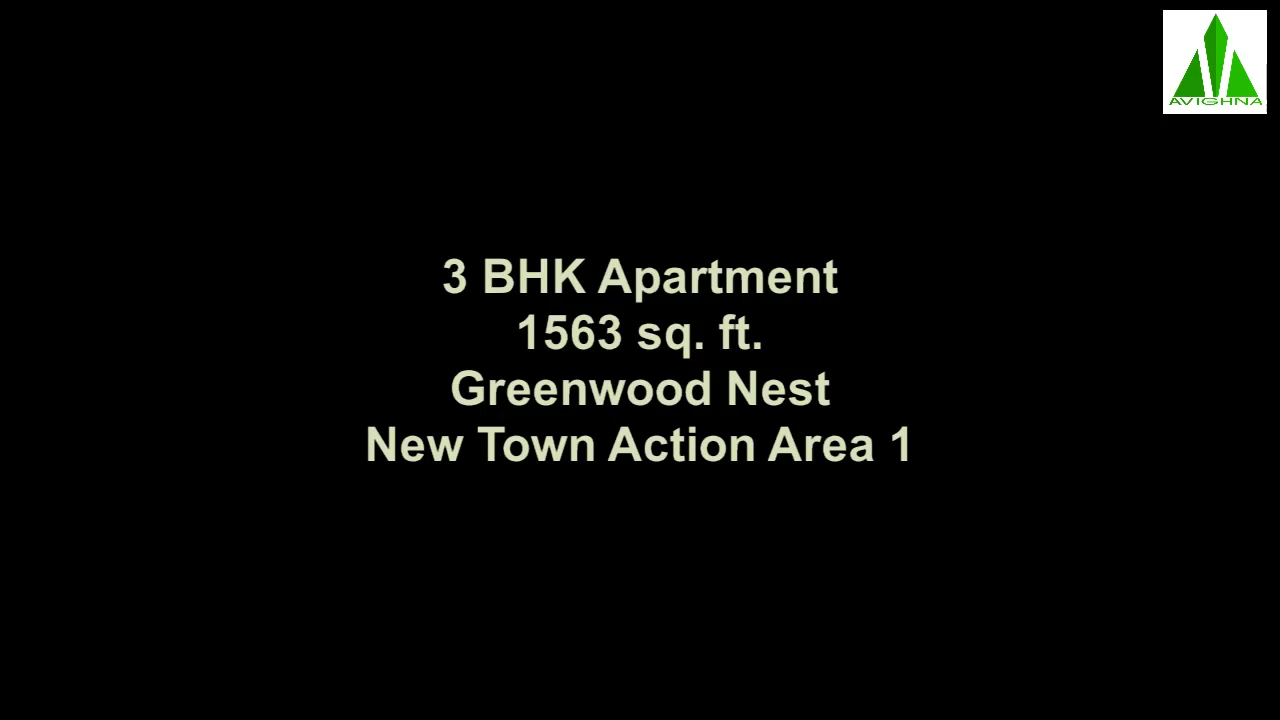 AVIGHNA
3 BHK Apartment
1563 sq. ft.
Greenwood Nest
New Town Action Area 1